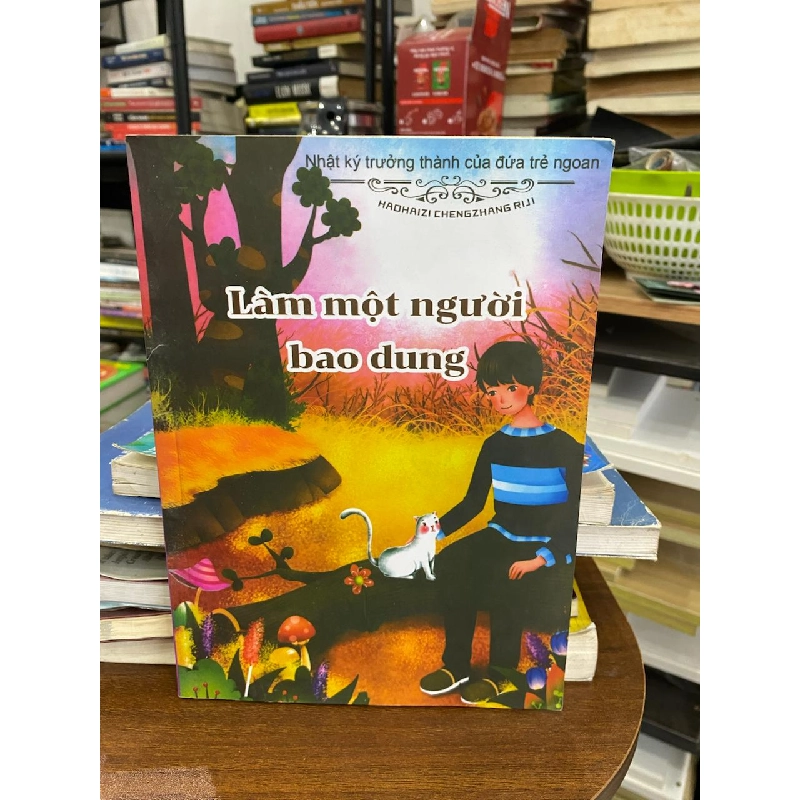 Nhật ký trưởng thành của đứa trẻ ngoan
HAOHAIZI CHENGZHANG RIJI
Làm một người
bao dung